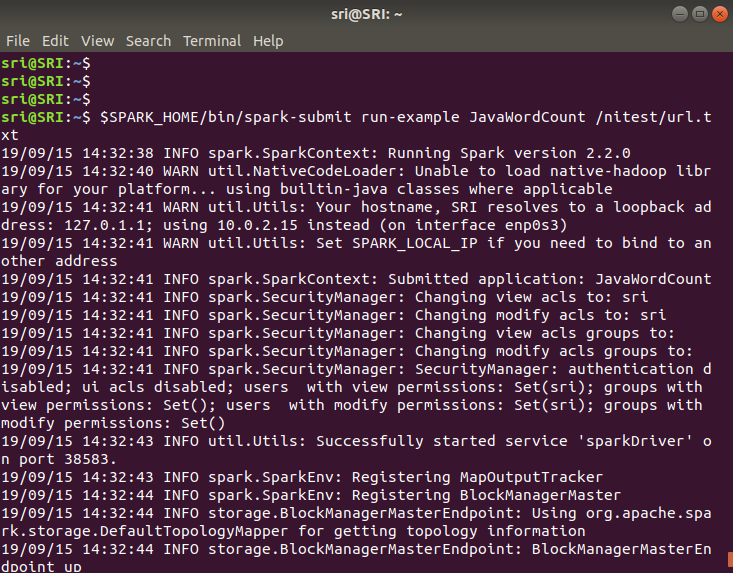 sri@SRI: ~
File Edit View Search Terminal Help
sri@SRI:~$
sri@SRI:~$
sri@SRI:~$
sri@SRI:~$ $SPARK_HOME/bin/spark-submit run-example JavaWordCount /nitest/url.t
xt
19/09/15 14:32:38 INFO spark.SparkContext: Running Spark version 2.2.0
19/09/15 14:32:40 WARN util.NativeCodeLoader: Unable to load native-hadoop libr
ary for your platform... using builtin-java classes where applicable
19/09/15 14:32:41 WARN util.Utils: Your hostname, SRI resolves to a loopback ad
dress: 127.0.1.1; using 10.0.2.15 instead (on interface enp0s3)
19/09/15 14:32:41 WARN util.Utils: Set SPARK_LOCAL_IP if you need to bind to an
other address
19/09/15 14:32:41 INFO spark.SparkContext: Submitted application: JavaWordCount
19/09/15 14:32:41 INFO spark.SecurityManager: Changing view acls to: sri
19/09/15 14:32:41 INFO spark.SecurityManager: Changing modify acls to: sri
19/09/15 14:32:41 INFO spark.SecurityManager: Changing view acls groups to:
19/09/15 14:32:41 INFO spark.SecurityManager: Changing modify acls groups to:
19/09/15 14:32:41 INFO spark.SecurityManager: SecurityManager: authentication d
isabled; ui acls disabled; users  with view permissions: Set(sri); groups with
view permissions: Set(); users  with modify permissions: Set(sri); groups with
modify permissions: Set()
19/09/15 14:32:43 INFO util.Utils: Successfully started service 'sparkDriver' o
n port 38583.
19/09/15 14:32:43 INFO spark.SparkEnv: Registering MapOutputTracker
19/09/15 14:32:44 INFO spark.SparkEnv: Registering BlockManagerMaster
19/09/15 14:32:44 INFO storage.BlockManagerMasterEndpoint: Using org.apache.spa
rk.storage.DefaultTopologyMapper for getting topology information
19/09/15 14:32:44 INFO storage.BlockManagerMasterEndpoint: BlockManagerMasterEn
dpoint up